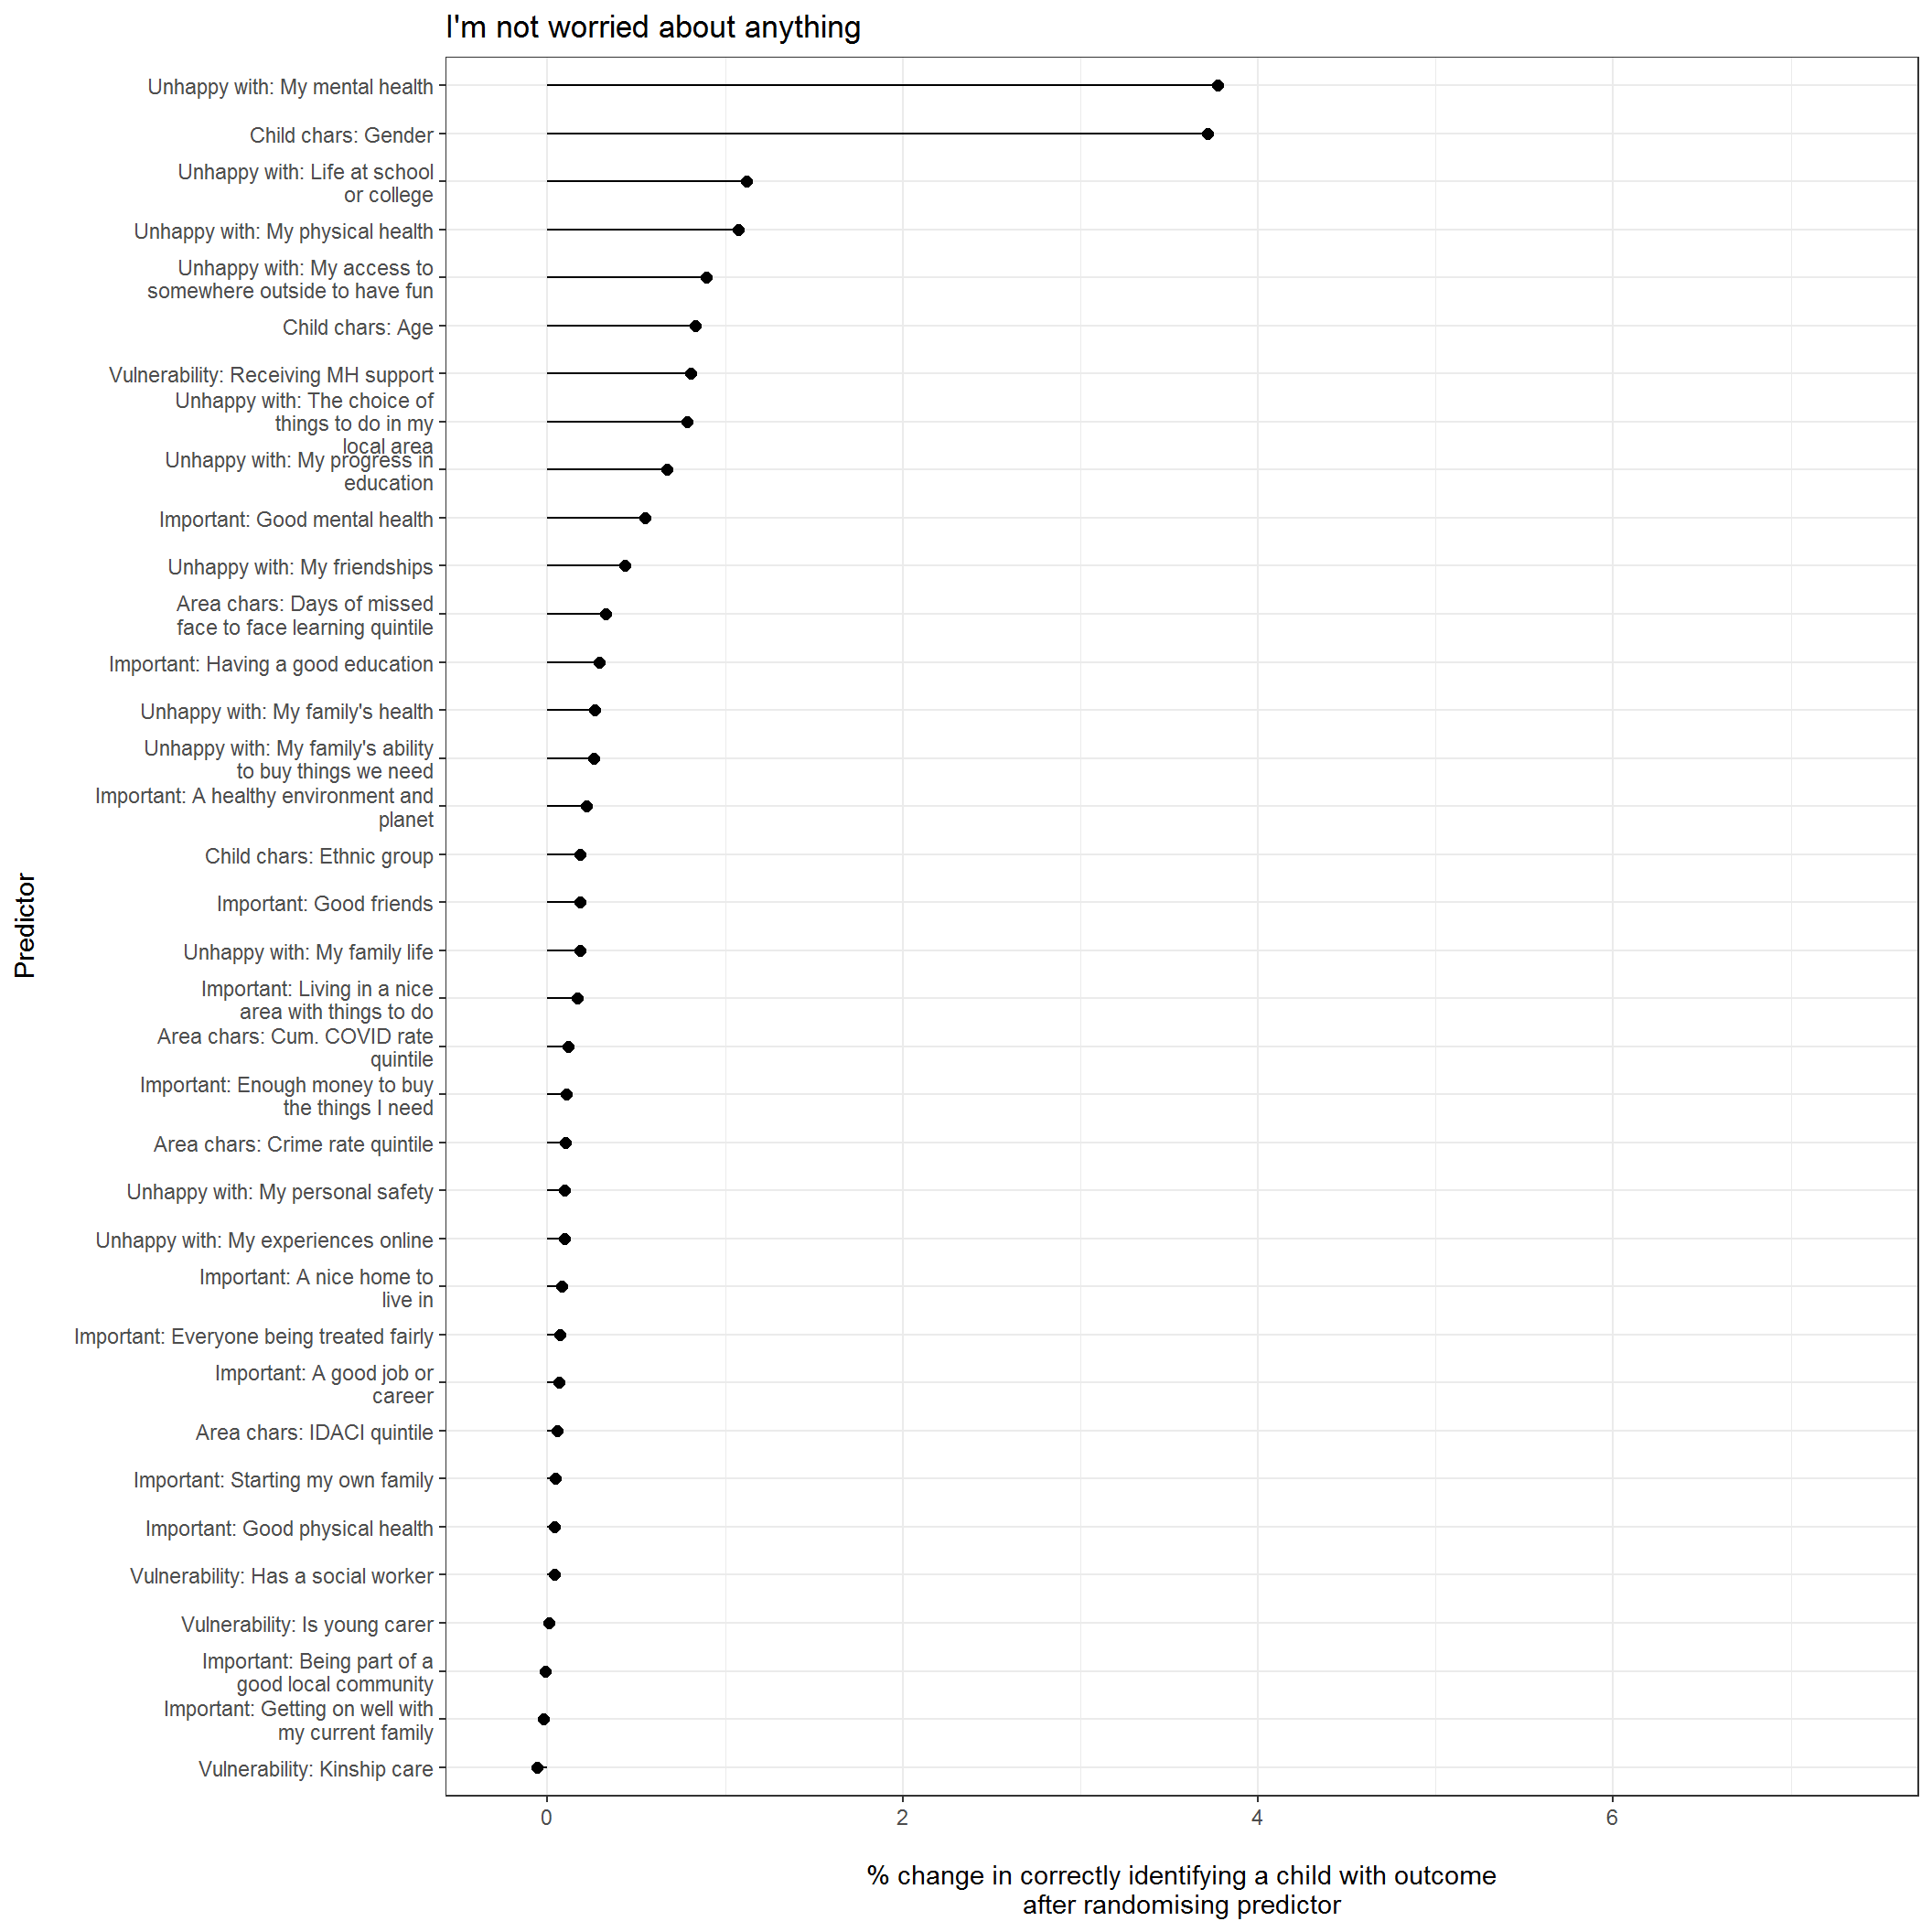 I'm not worried about anything
Unhappy with: My mental health
Child chars: Gender
Unhappy with: Life at school
or college
Unhappy with: My physical health
Unhappy with: My access to
somewhere outside to have fun
Child chars: Age
Vulnerability: Receiving MH support
Unhappy with: The choice of
things to do in my
local area
Unhappy with: My progress in
education
Important: Good mental health
Unhappy with: My friendships
Area chars: Days of missed
face to face learning quintile
Important: Having a good education
Unhappy with: My family's health
Unhappy with: My family's ability
to buy things we need
Important: A healthy environment and
planet
Child chars: Ethnic group
Important: Good friends
Unhappy with: My family life
Important: Living in a nice
area with things to do
Area chars: Cum. COVID rate
quintile
Important: Enough money to buy
the things I need
Area chars: Crime rate quintile
Unhappy with: My personal safety
Unhappy with: My experiences online
Important: A nice home to
live in
Important: Everyone being treated fairly
Important: A good job or
career
Area chars: IDACI quintile
Important: Starting my own family
Important: Good physical health
Vulnerability: Has a social worker
Vulnerability: Is young carer
Important: Being part of a
good local community
Important: Getting on well with
my current family
Vulnerability: Kinship care
Predictor
0 2 4 6
% change in correctly identifying a child with outcome
after randomising predictor